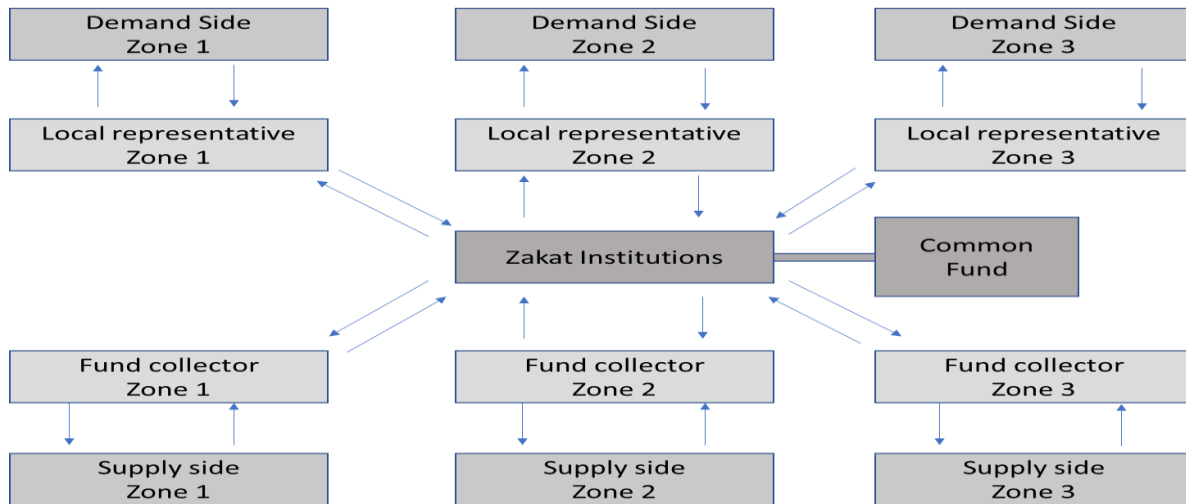 Demand Side
Zone 1
Demand Side
Zone 2
Demand Side
Zone 3
Local representative
Zone 1
Local representative
Zone 2
Local representative
Zone 3
Zakat Institutions
Common
Fund
Fund collector
Zone 1
Fund collector
Zone 2
Fund collector
Zone 3
Supply side
Zone 1
Supply side
Zone 2
Supply side
Zone 3